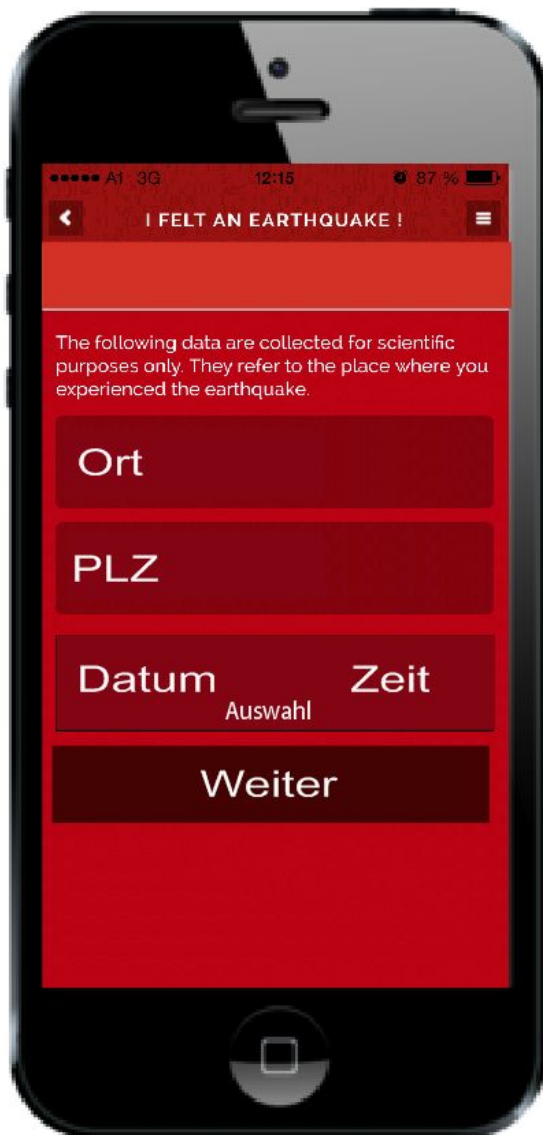 A1 3G 12:15 87 %
I FELT AN EARTHQUAKE !
The following data are collected for scientific
purposes only. They refer to the place where you
experienced the earthquake.
Ort
PLZ
Datum Zeit
Auswahl
Weiter